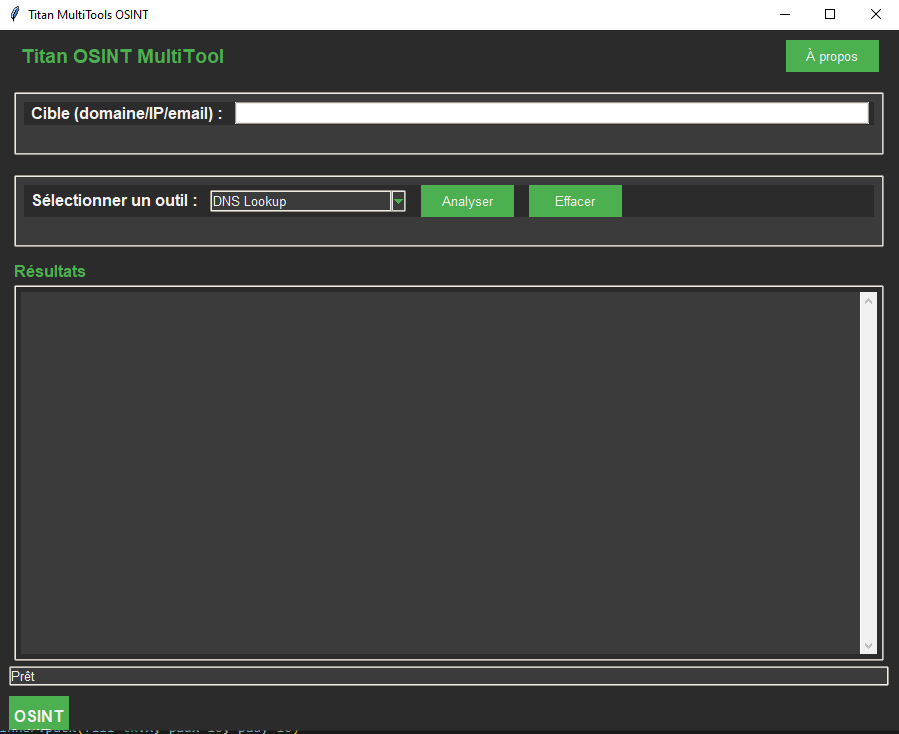 Titan MultiTools OSINT
Titan OSINT MultiTool
À propos
Cible (domaine/IP/email) :
Sélectionner un outil :
DNS Lookup
Analyser
Effacer
Résultats
Prêt
OSINT